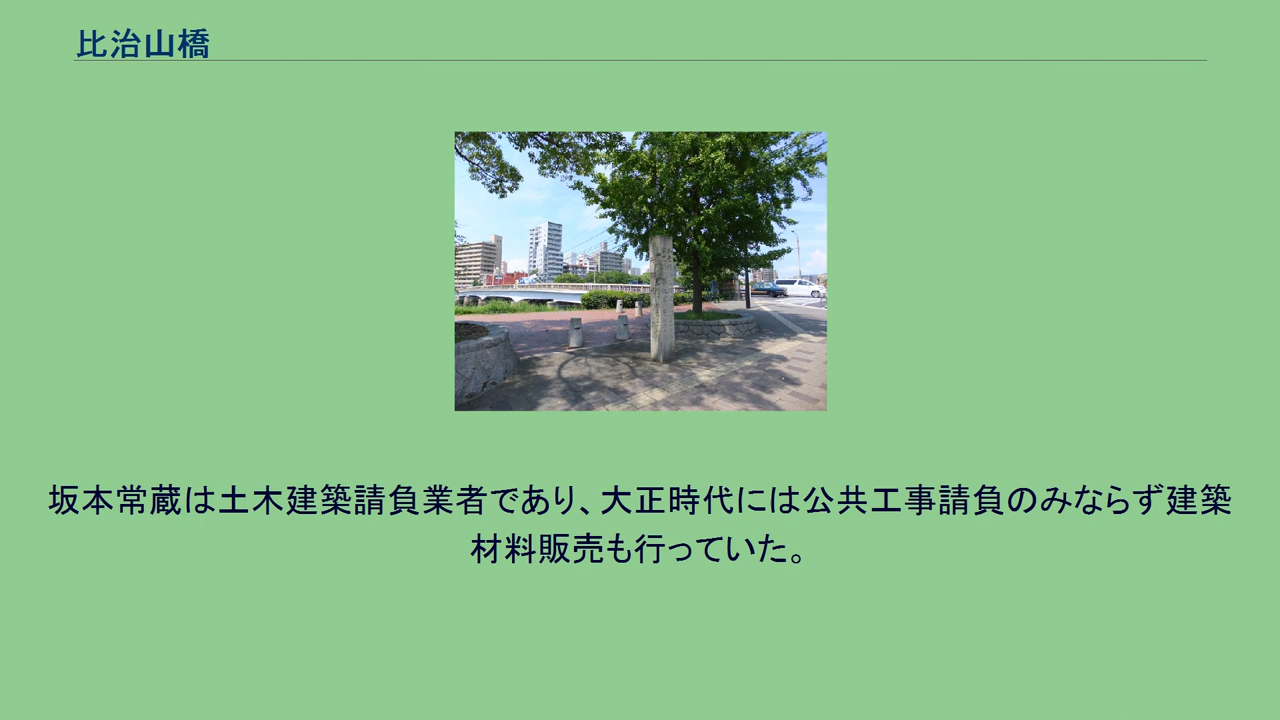 比治山橋
坂本常蔵は土木建築請負業者であり、大正時代には公共工事請負のみならず建築
材料販売も行っていた。